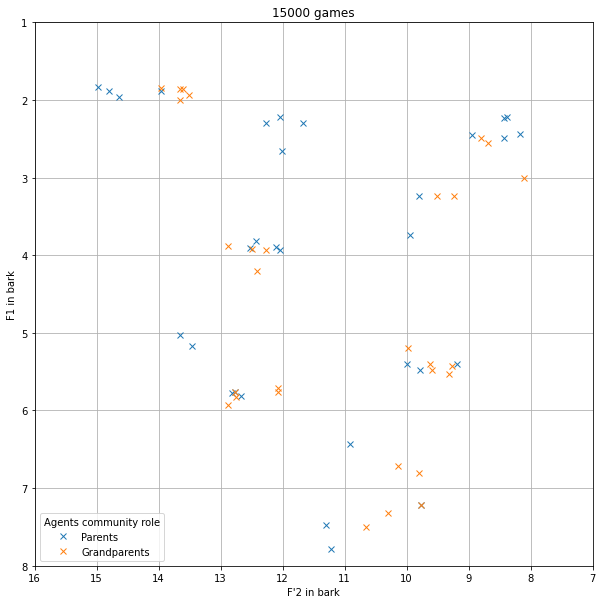 15000 games
1
2
3
4
5
6
7
8
F1 in bark
Agents community role
Parents
Grandparents
16 15 14 13 12 11 10 9 8 7
F'2 in bark